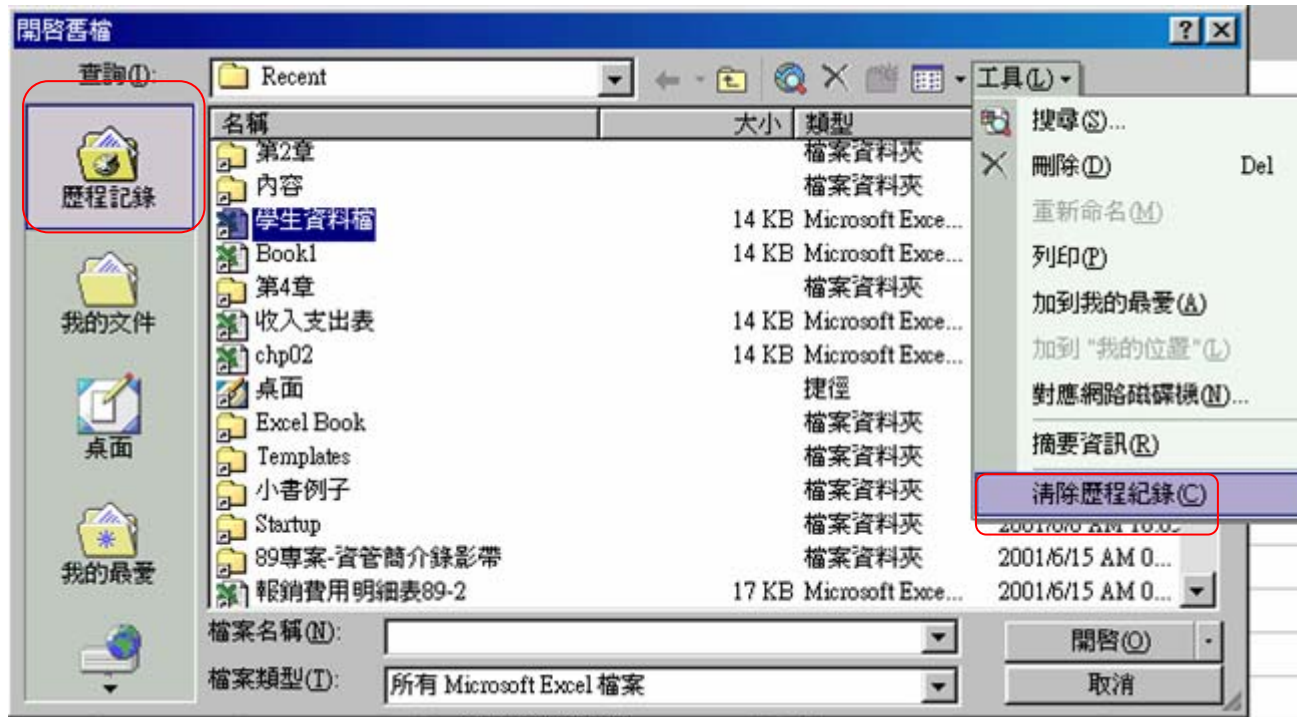 開啓舊檔
查詢(I): Recent 工具(L)
歷程記錄
我的文件
桌面
我的最愛
名稱 大小 類型
第2章 檔案資料夾
內容 檔案資料夾
學生資料檔 14 KB Microsoft Exce...
Book1 14 KB Microsoft Exce...
第4章 檔案資料夾
收入支出表 14 KB Microsoft Exce...
chp02 14 KB Microsoft Exce...
桌面 捷徑
Excel Book 檔案資料夾
Templates 檔案資料夾
小書例子 檔案資料夾
Startup 檔案資料夾
89專案-資管簡介錄影帶 檔案資料夾 2001/6/15 AM 0...
報銷費用明細表89-2 17 KB Microsoft Exce... 2001/6/15 AM 0...
搜尋(S)...
刪除(D) Del
重新命名(M)
列印(P)
加到我的最愛(A)
加到 "我的位置"(L)
對應網路磁碟機(N)...
摘要資訊(R)
清除歷程紀錄(C)
檔案名稱(N):
開啓(O)
檔案類型(T): 所有 Microsoft Excel 檔案
取消